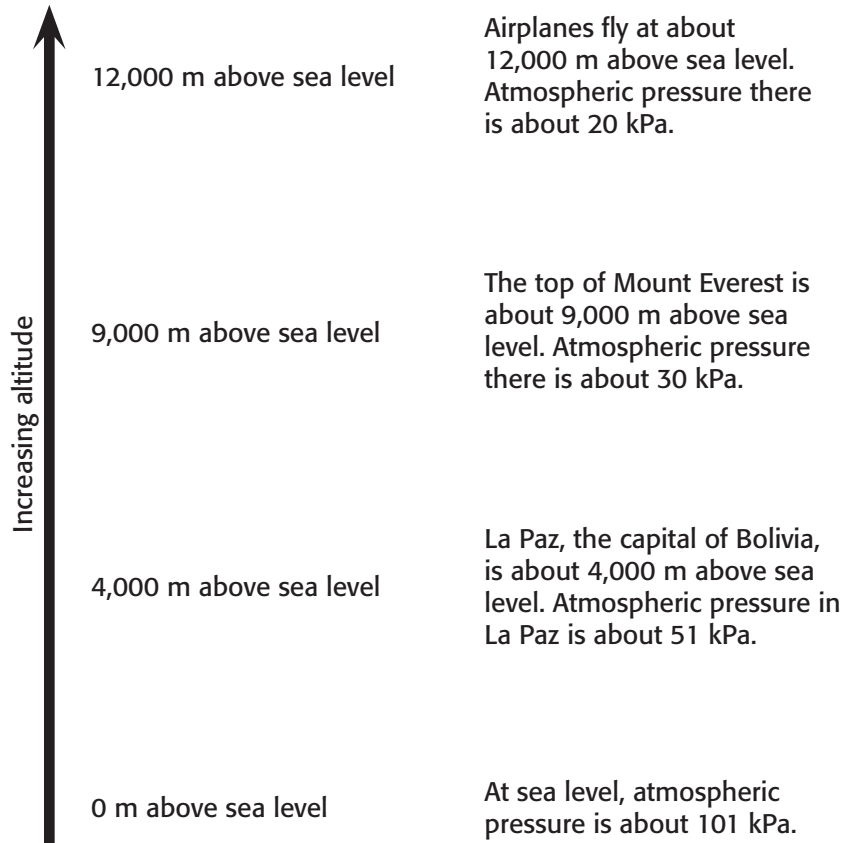 Airplanes fly at about
12,000 m above sea level.
Atmospheric pressure there
is about 20 kPa.
12,000 m above sea level
The top of Mount Everest is
about 9,000 m above sea
level. Atmospheric pressure
there is about 30 kPa.
9,000 m above sea level
Increasing altitude
La Paz, the capital of Bolivia,
is about 4,000 m above sea
level. Atmospheric pressure in
La Paz is about 51 kPa.
4,000 m above sea level
At sea level, atmospheric
pressure is about 101 kPa.
0 m above sea level